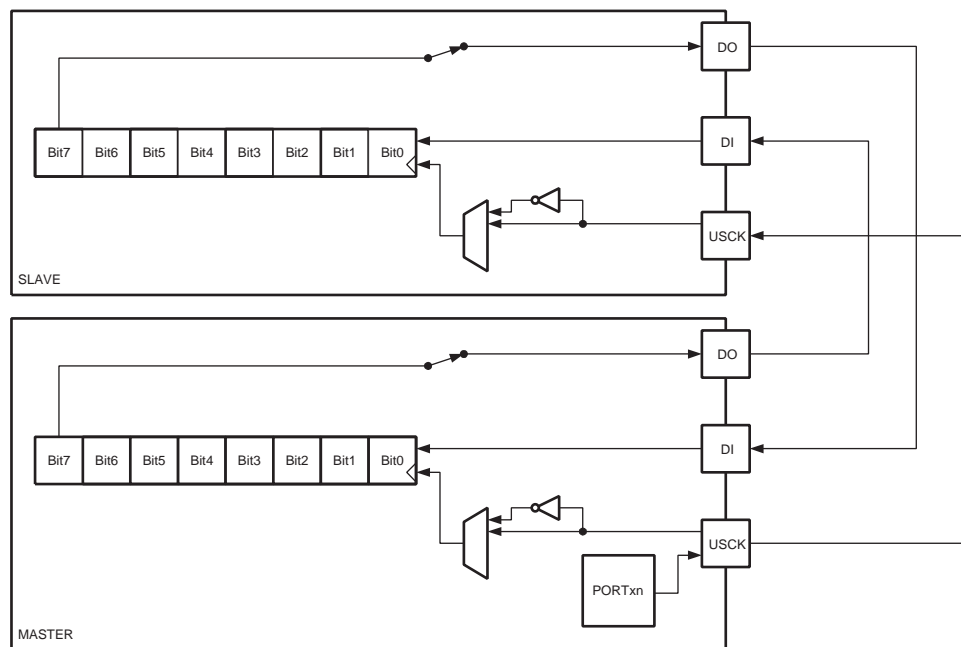 DO
Bit7 Bit6 Bit5 Bit4 Bit3 Bit2 Bit1 Bit0
DI
USCK
SLAVE
DO
Bit7 Bit6 Bit5 Bit4 Bit3 Bit2 Bit1 Bit0
DI
USCK
PORTxn
MASTER